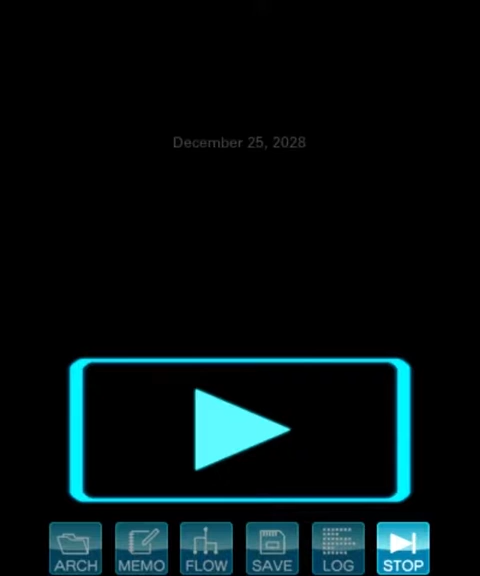 December 25, 2028
ARCH
MEMO
FLOW
SAVE
LOG
STOP